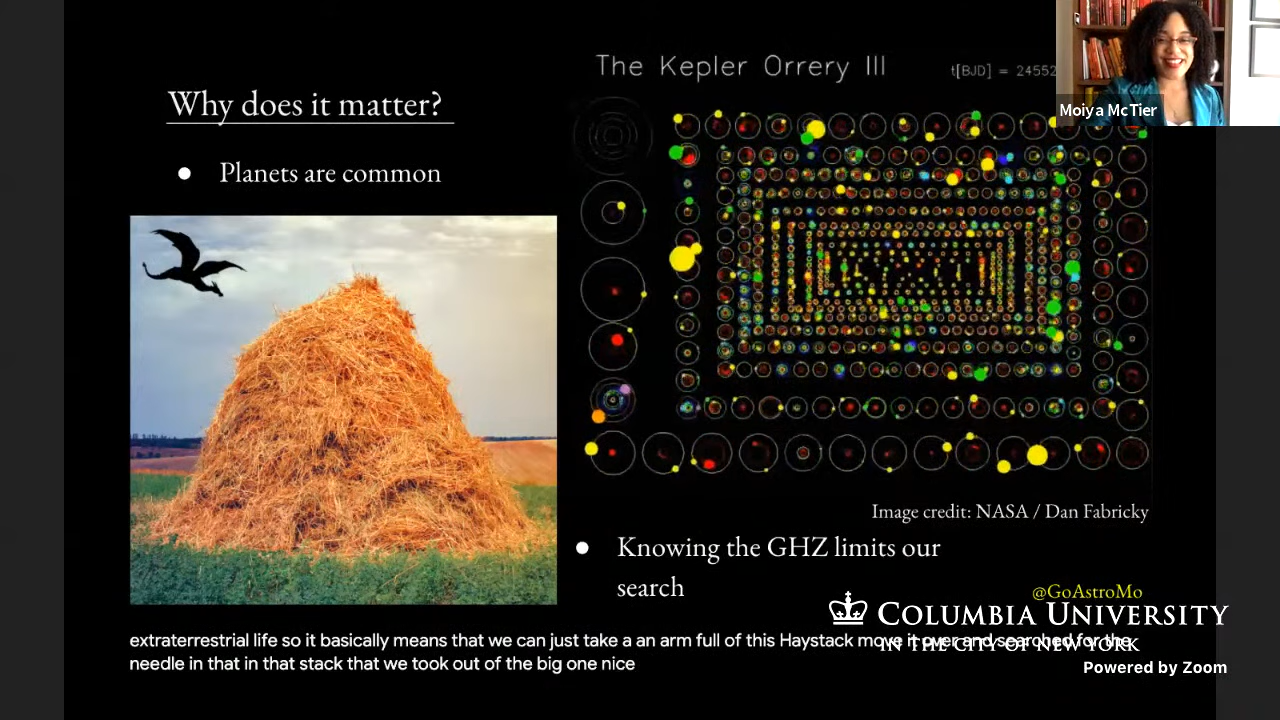 The Kepler Orrery III
t[BJD] = 24552
Moiya McTier
Why does it matter?
● Planets are common
Image credit: NASA / Dan Fabricky
● Knowing the GHZ limits our
search
@GoAstroMo
COLUMBIA UNIVERSITY
IN THE CITY OF NEW YORK
extraterrestrial life so it basically means that we can just take a an arm full of this Haystack move it over and searched for the
needle in that in that stack that we took out of the big one nice
Powered by Zoom